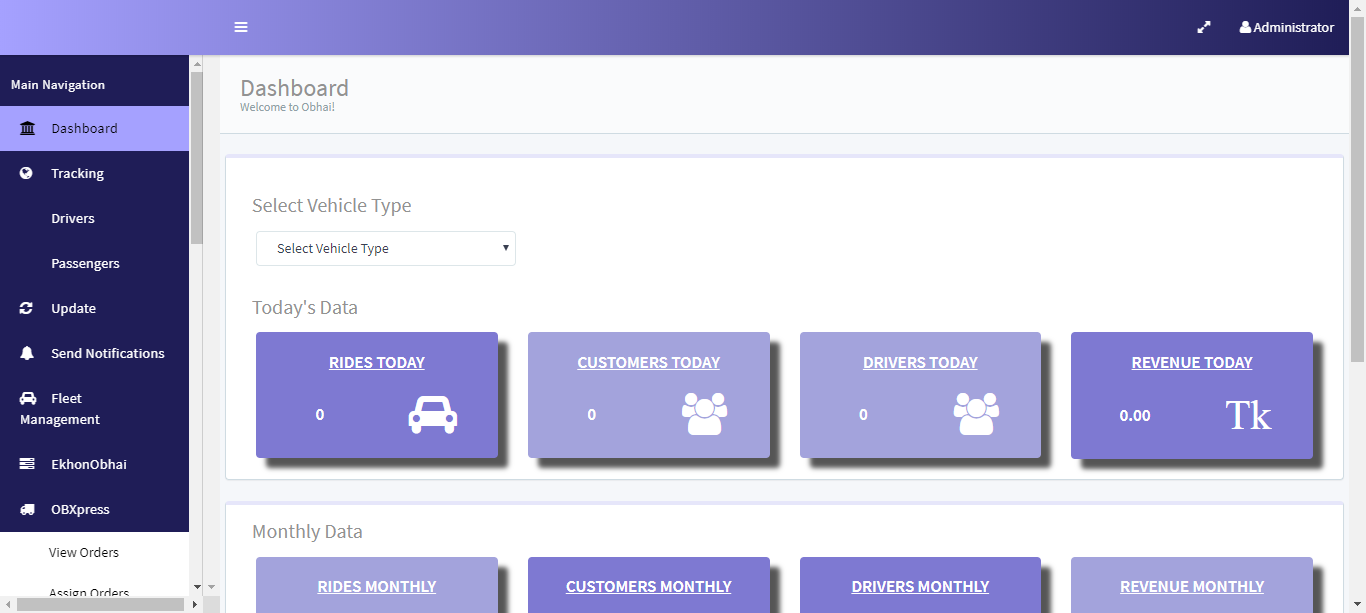 Administrator
Main Navigation
Dashboard
Tracking
Drivers
Passengers
Update
Send Notifications
Fleet
Management
EkhonObhai
OBXpress
View Orders
Assign Orders
Dashboard
Welcome to Obhai!
Select Vehicle Type
Select Vehicle Type
Today's Data
RIDES TODAY
0
CUSTOMERS TODAY
0
DRIVERS TODAY
0
REVENUE TODAY
0.00 Tk
Monthly Data
RIDES MONTHLY
CUSTOMERS MONTHLY
DRIVERS MONTHLY
REVENUE MONTHLY